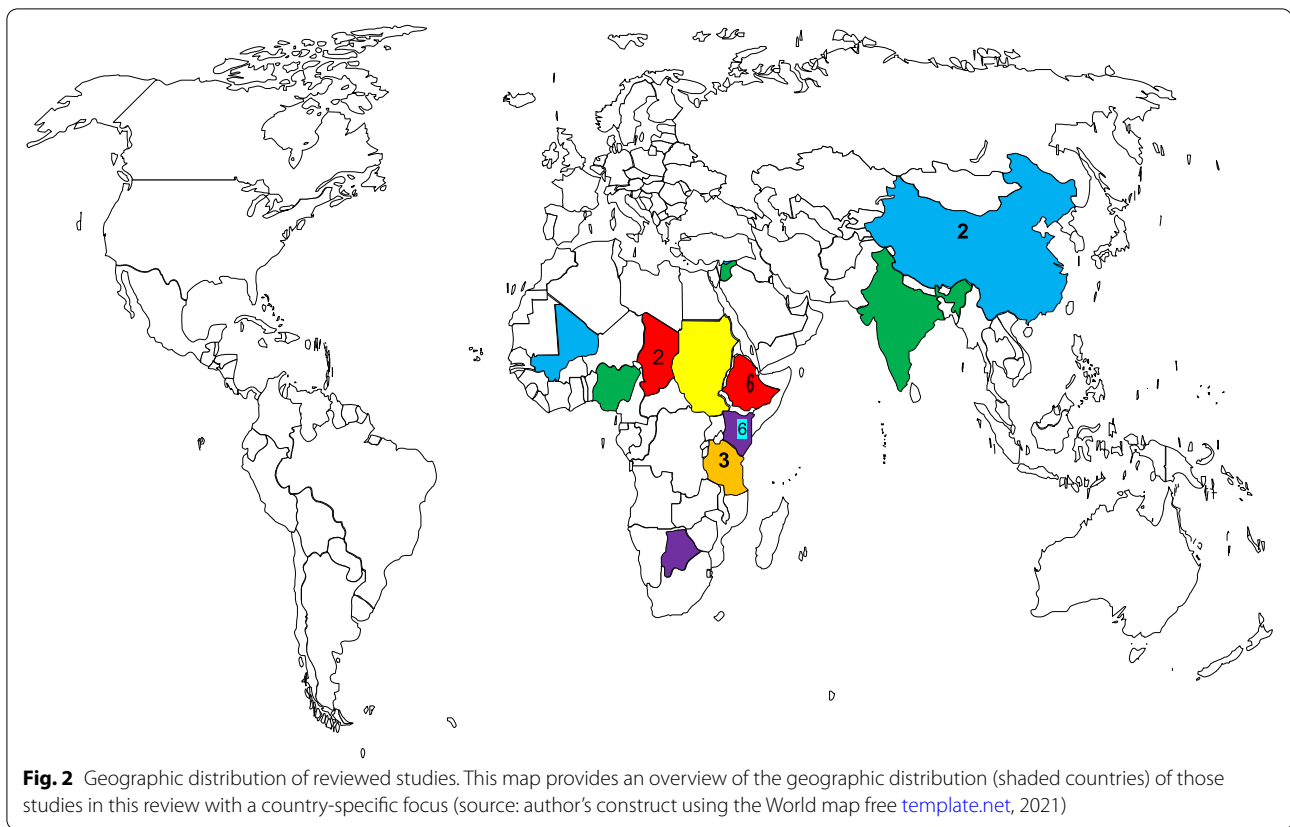 2
2
6
6
3
Fig. 2 Geographic distribution of reviewed studies. This map provides an overview of the geographic distribution (shaded countries) of those
studies in this review with a country-specific focus (source: author’s construct using the World map free template.net, 2021)